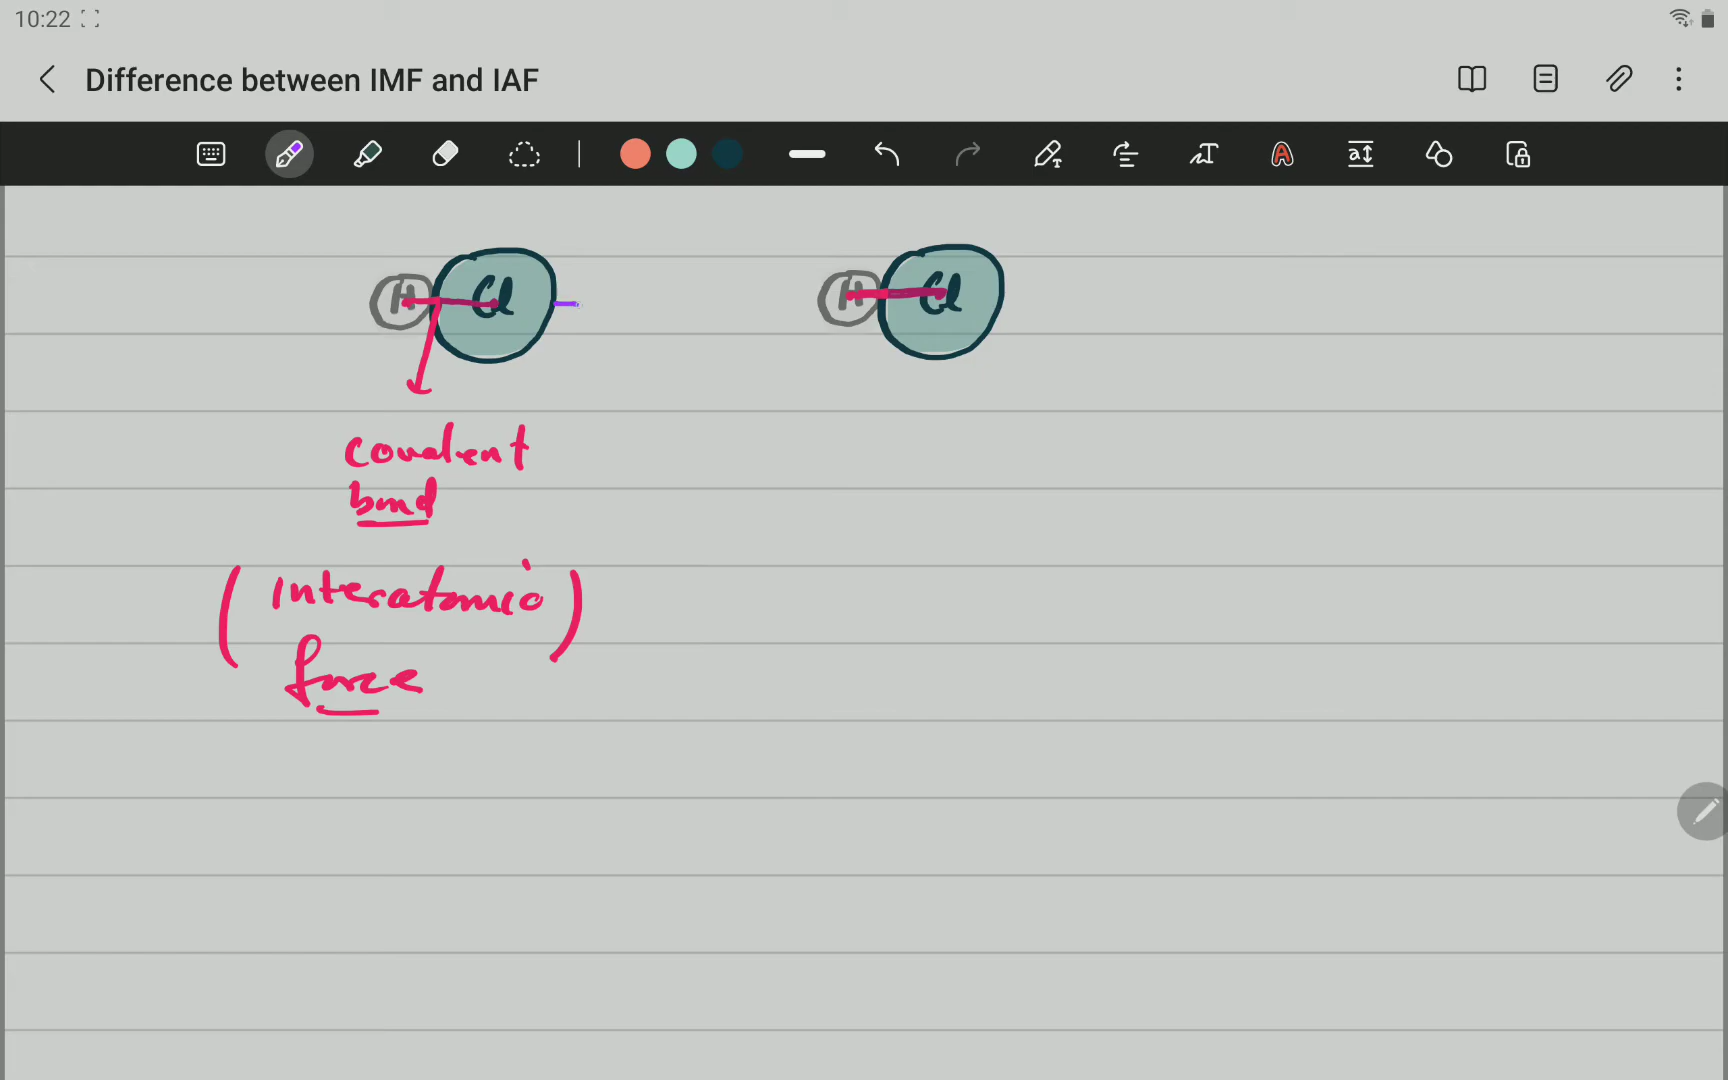 10:22
Difference between IMF and IAF
H Cl H Cl
covalent
bond
(interatomic)
force